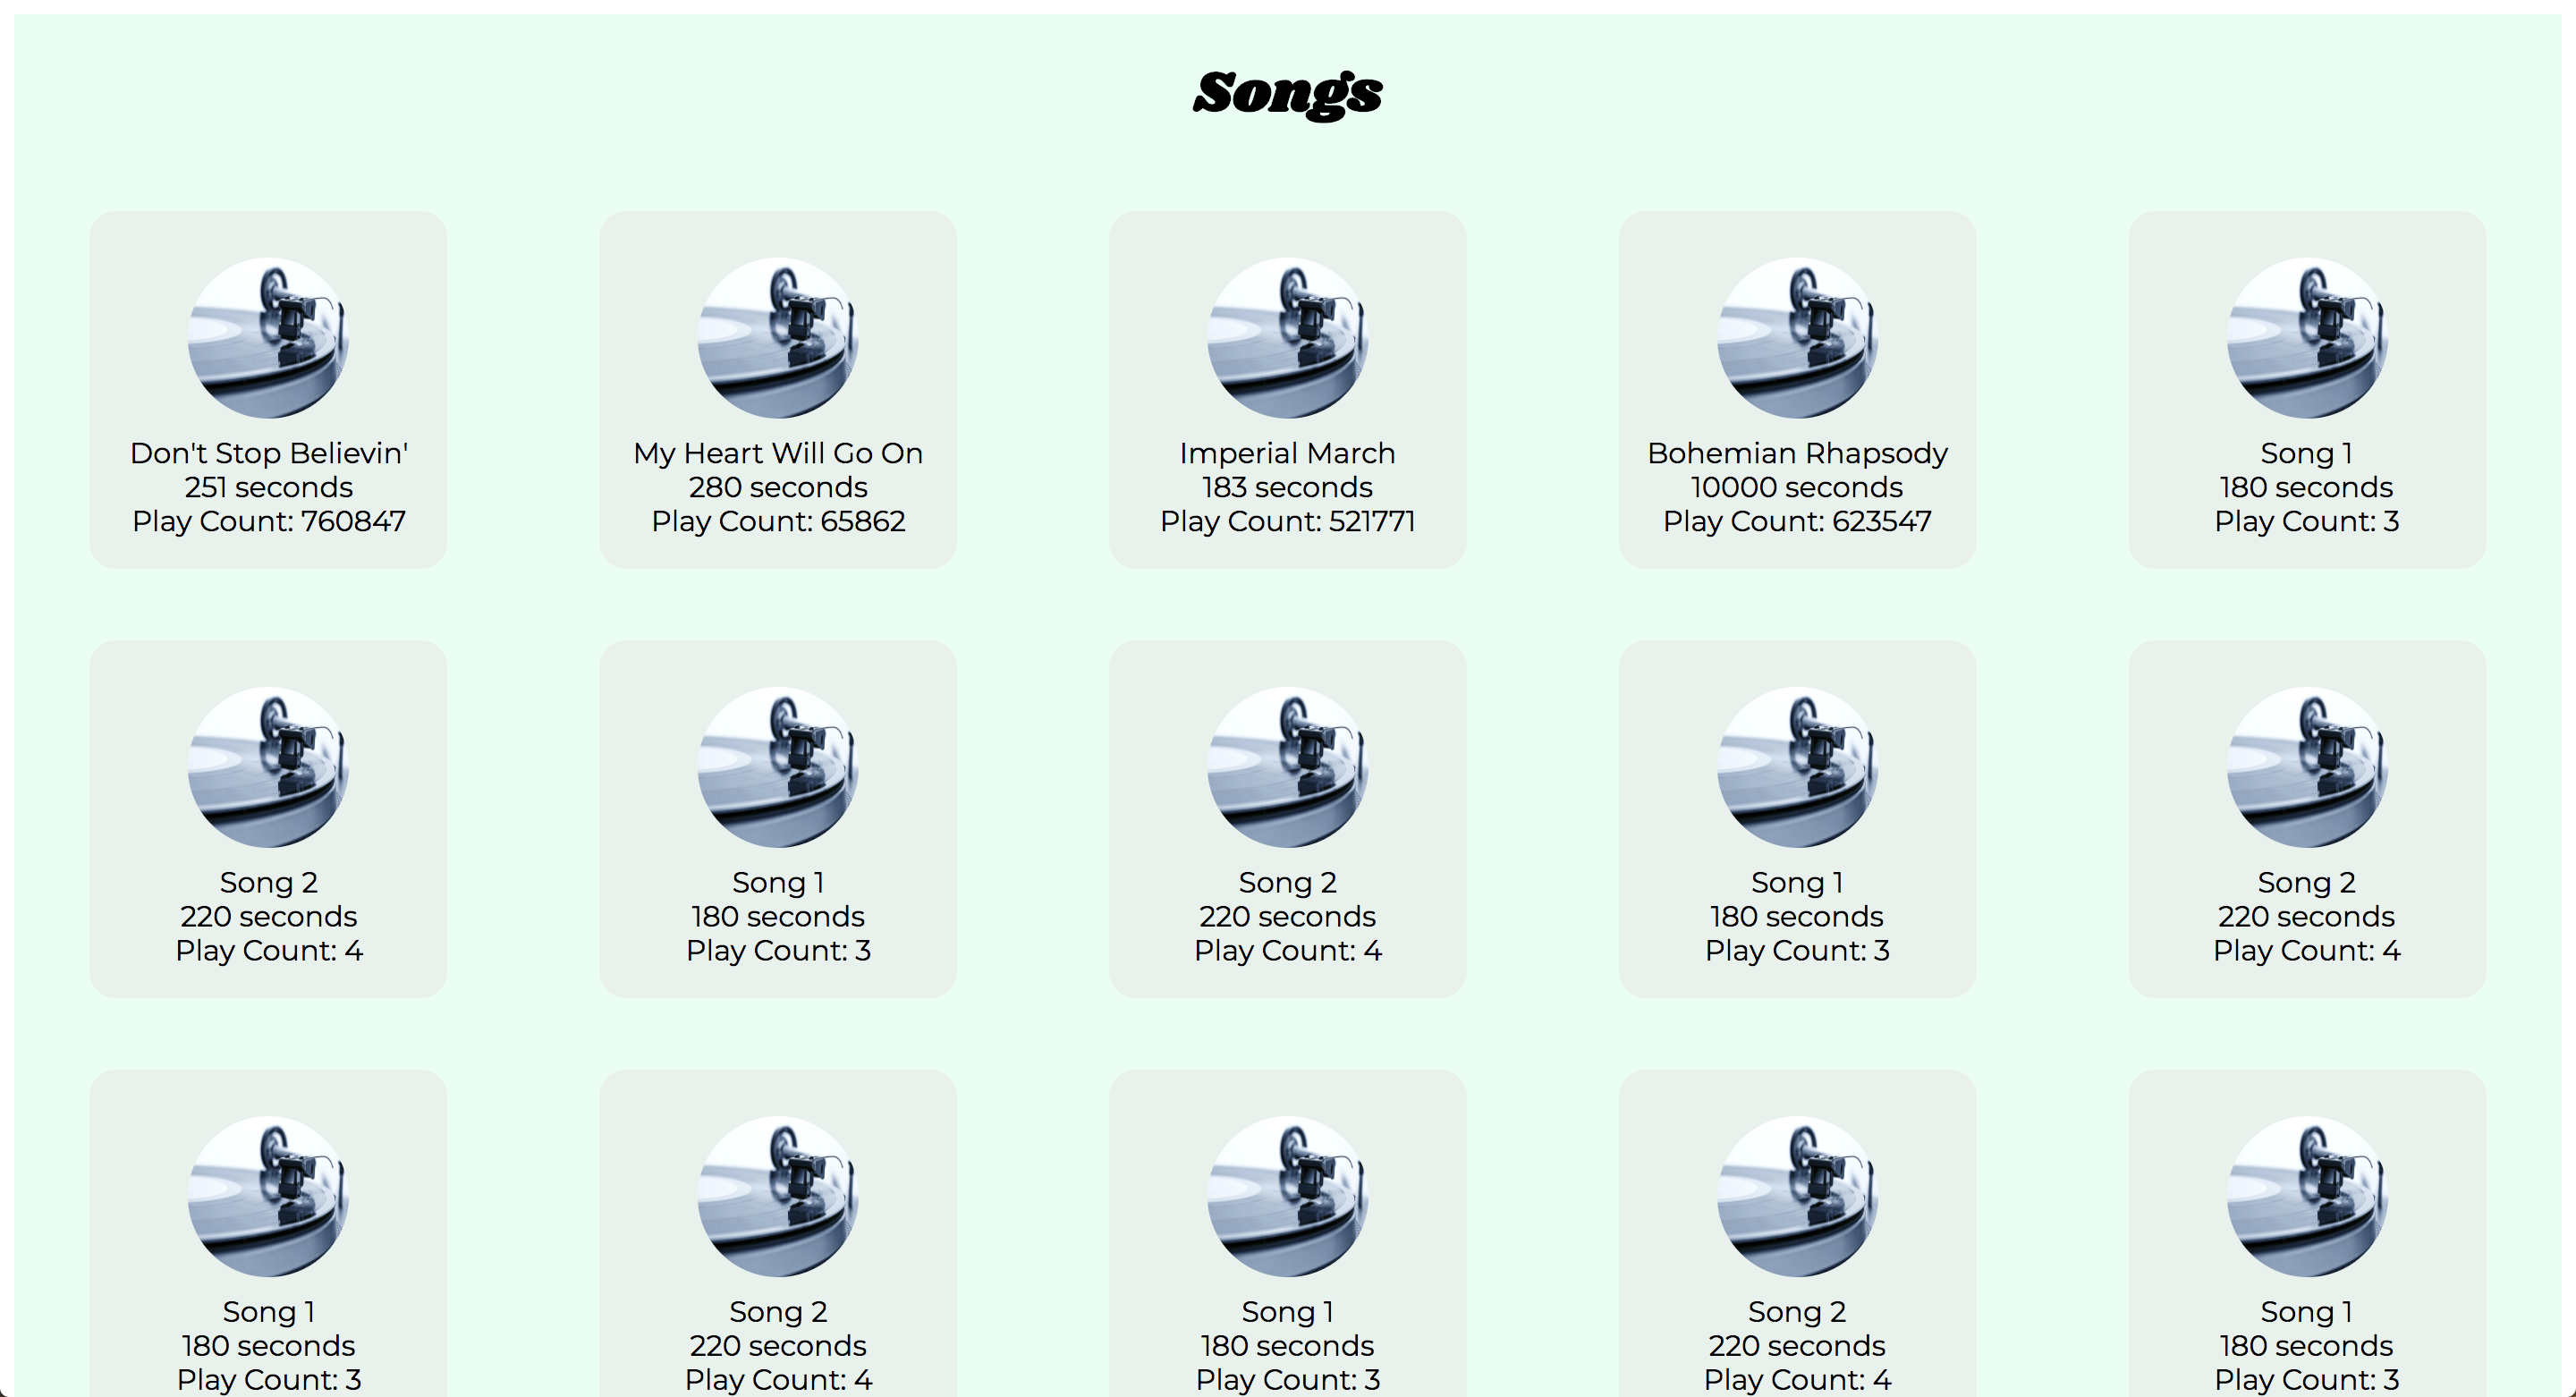 Songs
Don't Stop Believin'
251 seconds
Play Count: 760847
My Heart Will Go On
280 seconds
Play Count: 65862
Imperial March
183 seconds
Play Count: 521771
Bohemian Rhapsody
10000 seconds
Play Count: 623547
Song 1
180 seconds
Play Count: 3
Song 2
220 seconds
Play Count: 4
Song 1
180 seconds
Play Count: 3
Song 2
220 seconds
Play Count: 4
Song 1
180 seconds
Play Count: 3
Song 2
220 seconds
Play Count: 4
Song 1
180 seconds
Play Count: 3
Song 2
220 seconds
Play Count: 4
Song 1
180 seconds
Play Count: 3
Song 2
220 seconds
Play Count: 4
Song 1
180 seconds
Play Count: 3